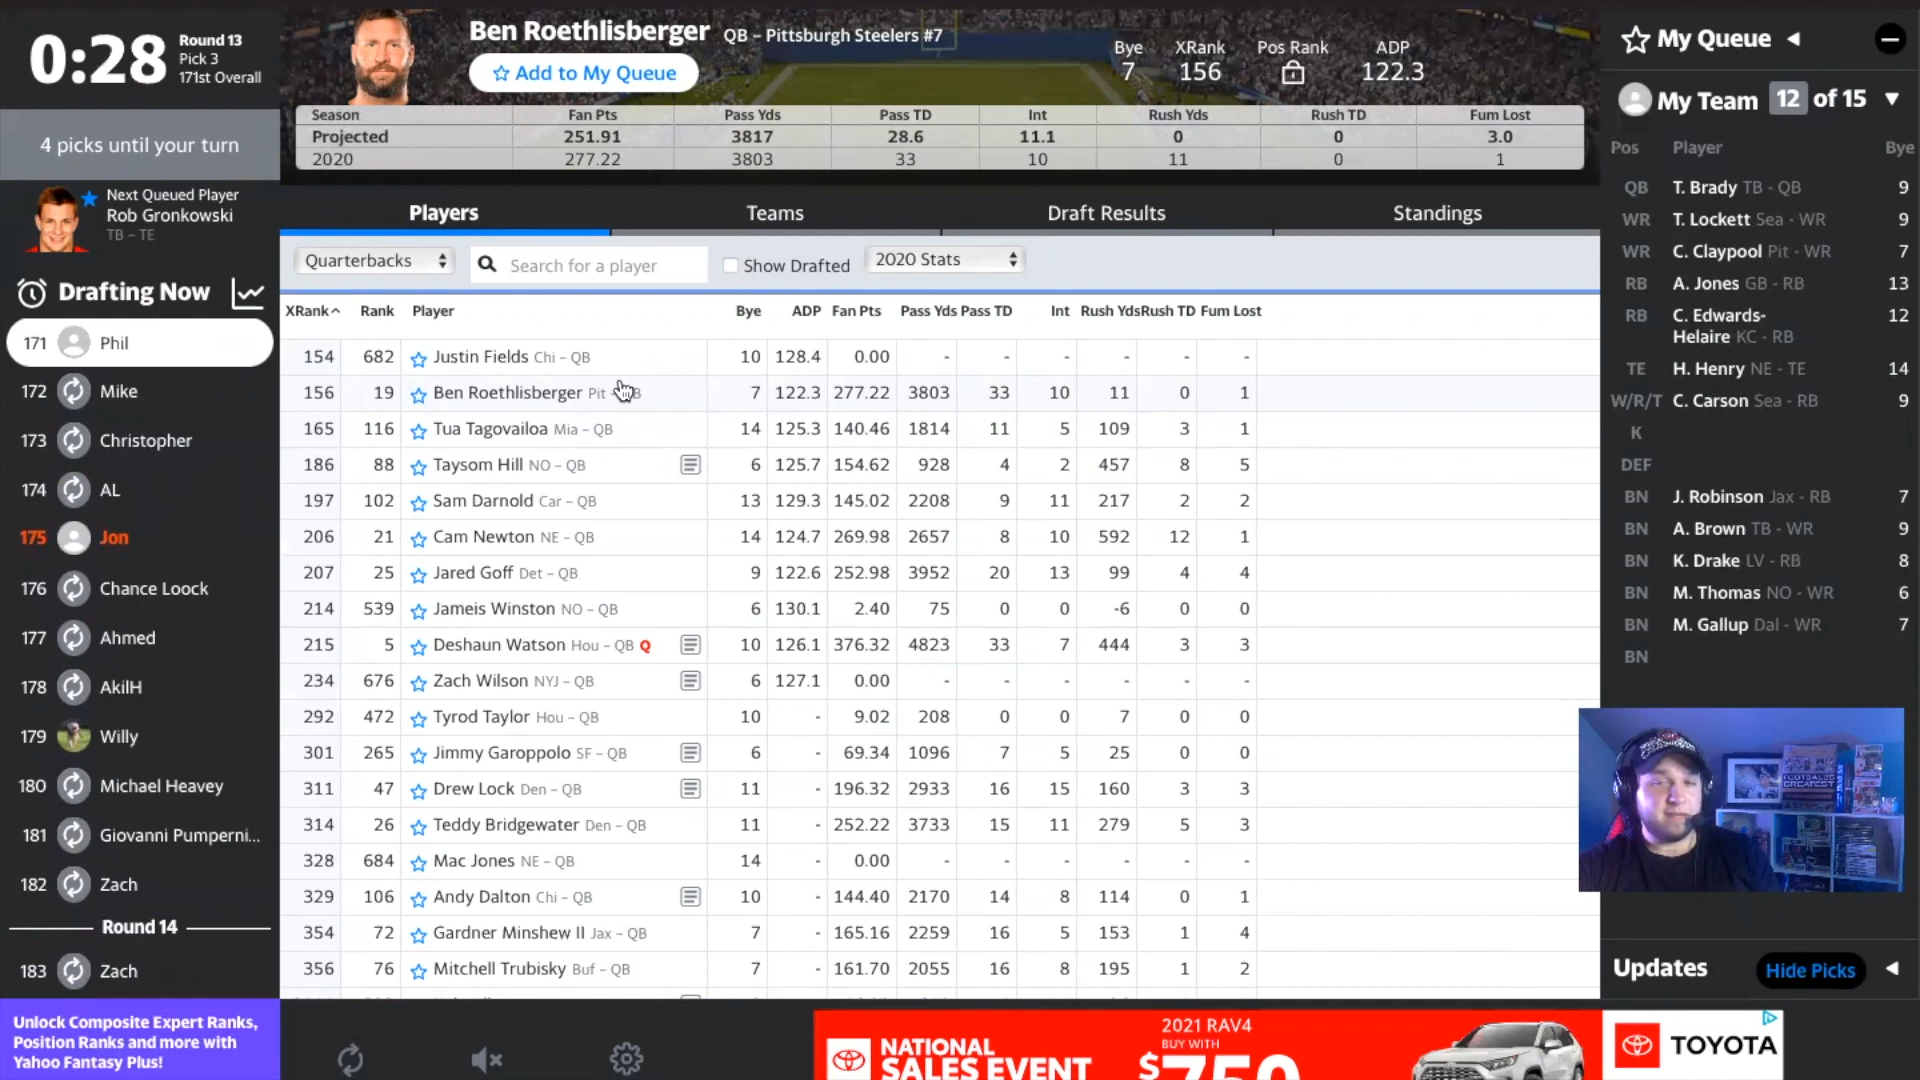 0:28
Round 13
Pick 3
171st Overall
4 picks until your turn
Next Queued Player
Rob Gronkowski
TB – TE
Drafting Now
171 Phil
172 Mike
173 Christopher
174 AL
175 Jon
176 Chance Loock
177 Ahmed
178 AkilH
179 Willy
180 Michael Heavey
181 Giovanni Pumperni...
182 Zach
Round 14
183 Zach
Unlock Composite Expert Ranks,
Position Ranks and more with
Yahoo Fantasy Plus!
Ben Roethlisberger QB – Pittsburgh Steelers #7
Add to My Queue
Bye XRank Pos Rank ADP
7 156 122.3
Season Fan Pts Pass Yds Pass TD Int Rush Yds Rush TD Fum Lost
Projected 251.91 3817 28.6 11.1 0 0 3.0
2020 277.22 3803 33 10 11 0 1
Players Teams Draft Results Standings
Quarterbacks Search for a player Show Drafted 2020 Stats
XRank Rank Player Bye ADP Fan Pts Pass Yds Pass TD Int Rush Yds Rush TD Fum Lost
154 682 Justin Fields Chi – QB 10 128.4 0.00 - - - - - -
156 19 Ben Roethlisberger Pit 7 122.3 277.22 3803 33 10 11 0 1
165 116 Tua Tagovailoa Mia – QB 14 125.3 140.46 1814 11 5 109 3 1
186 88 Taysom Hill NO – QB 6 125.7 154.62 928 4 2 457 8 5
197 102 Sam Darnold Car – QB 13 129.3 145.02 2208 9 11 217 2 2
206 21 Cam Newton NE – QB 14 124.7 269.98 2657 8 10 592 12 1
207 25 Jared Goff Det – QB 9 122.6 252.98 3952 20 13 99 4 4
214 539 Jameis Winston NO – QB 6 130.1 2.40 75 0 0 -6 0 0
215 5 Deshaun Watson Hou – QB Q 10 126.1 376.32 4823 33 7 444 3 3
234 676 Zach Wilson NYJ – QB 6 127.1 0.00 - - - - - -
292 472 Tyrod Taylor Hou – QB 10 - 9.02 208 0 0 7 0 0
301 265 Jimmy Garoppolo SF – QB 6 - 69.34 1096 7 5 25 0 0
311 47 Drew Lock Den – QB 11 - 196.32 2933 16 15 160 3 3
314 26 Teddy Bridgewater Den – QB 11 - 252.22 3733 15 11 279 5 3
328 684 Mac Jones NE – QB 14 - 0.00 - - - - - -
329 106 Andy Dalton Chi – QB 10 - 144.40 2170 14 8 114 0 1
354 72 Gardner Minshew II Jax – QB 7 - 165.16 2259 16 5 153 1 4
356 76 Mitchell Trubisky Buf – QB 7 - 161.70 2055 16 8 195 1 2
My Queue
My Team 12 of 15
Pos Player Bye
QB T. Brady TB - QB 9
WR T. Lockett Sea - WR 9
WR C. Claypool Pit - WR 7
RB A. Jones GB - RB 13
RB C. Edwards- 12
Helaire KC - RB
TE H. Henry NE - TE 14
W/R/T C. Carson Sea - RB 9
K
DEF
BN J. Robinson Jax - RB 7
BN A. Brown TB - WR 9
BN K. Drake LV - RB 8
BN M. Thomas NO - WR 6
BN M. Gallup Dal - WR 7
BN
FOOTBALL'S
GREATEST
Updates Hide Picks
NATIONAL
SALES EVENT
2021 RAV4
BUY WITH
$750
TOYOTA